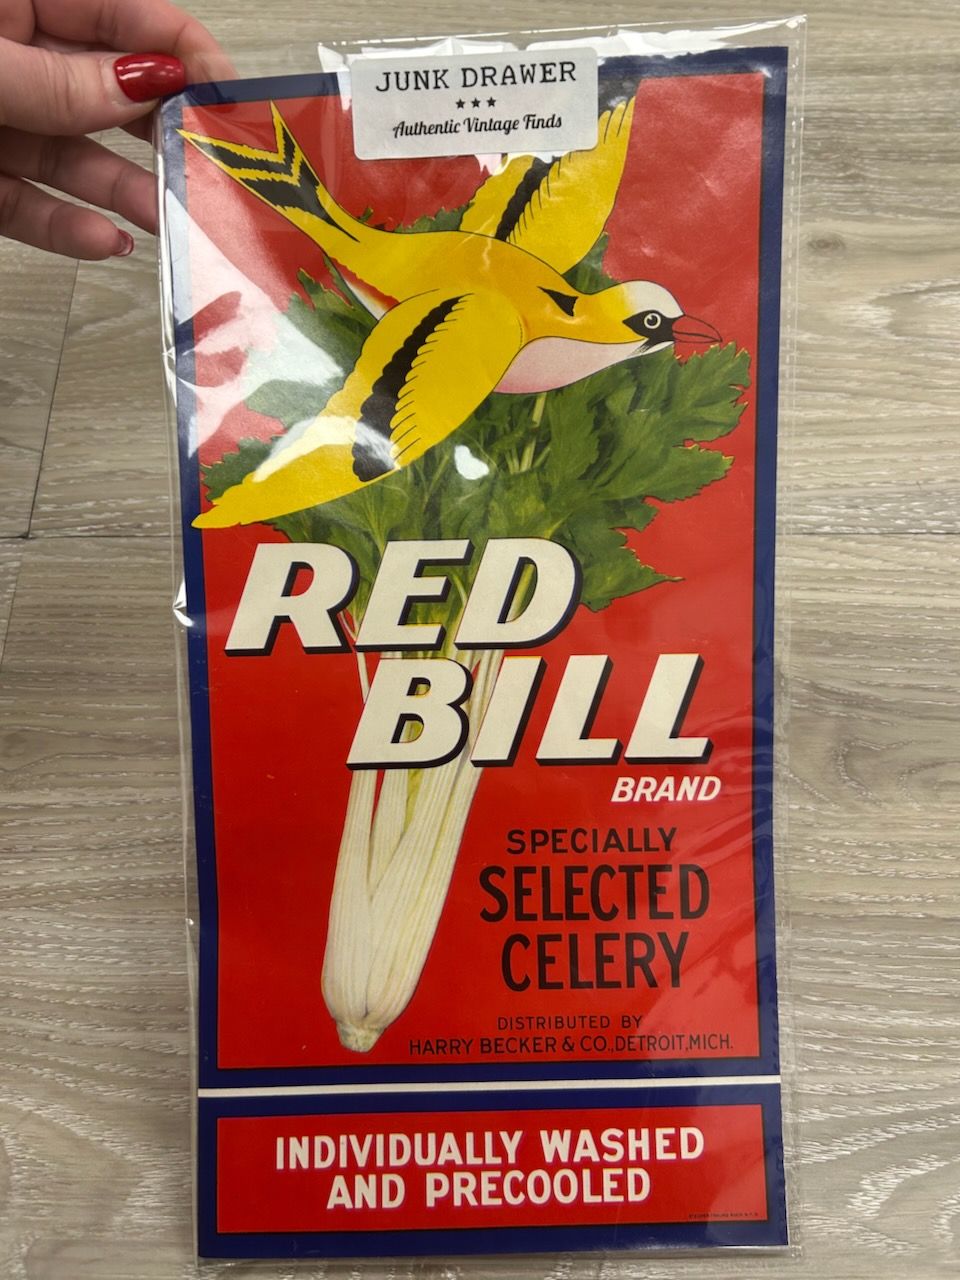 JUNK DRAWER
★★★
Authentic Vintage Finds
RED
BILL
BRAND
SPECIALLY
SELECTED
CELERY
DISTRIBUTED BY
HARRY BECKER & CO., DETROIT, MICH.
INDIVIDUALLY WASHED
AND PRECOOLED